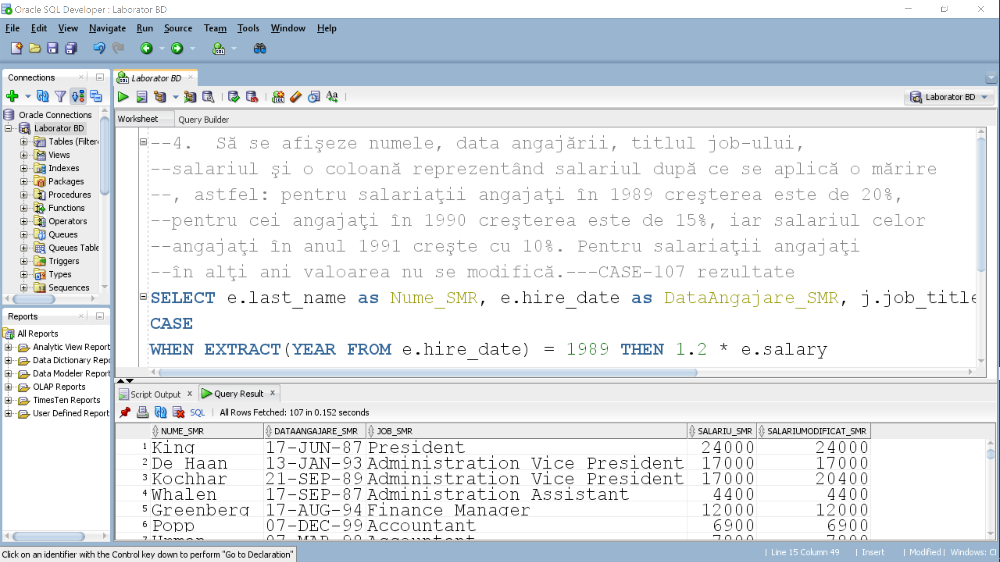 Oracle SQL Developer : Laborator BD
File Edit View Navigate Run Source Team Tools Window Help
Connections
Laborator BD
Laborator BD
Oracle Connections
Laborator BD
Tables (Filter
Views
Indexes
Packages
Procedures
Functions
Operators
Queues
Queues Table
Triggers
Types
Sequences
Reports
All Reports
Analytic View Report
Data Dictionary Repo
Data Modeler Report
OLAP Reports
TimesTen Reports
User Defined Report
Worksheet Query Builder
--4. Să se afişeze numele, data angajării, titlul job-ului,
--salariul şi o coloană reprezentând salariul după ce se aplică o mărire
--, astfel: pentru salariaţii angajaţi în 1989 creşterea este de 20%,
--pentru cei angajaţi în 1990 creşterea este de 15%, iar salariul celor
--angajaţi în anul 1991 creşte cu 10%. Pentru salariaţii angajaţi
--în alţi ani valoarea nu se modifică.---CASE-107 rezultate
SELECT e.last_name as Nume_SMR, e.hire_date as DataAngajare_SMR, j.job_title
CASE
WHEN EXTRACT(YEAR FROM e.hire_date) = 1989 THEN 1.2 * e.salary
Script Output Query Result
SQL All Rows Fetched: 107 in 0.152 seconds
NUME_SMR DATAANGAJARE_SMR JOB_SMR SALARIU_SMR SALARIUMODIFICAT_SMR
1 King 17-JUN-87 President 24000 24000
2 De Haan 13-JAN-93 Administration Vice President 17000 17000
3 Kochhar 21-SEP-89 Administration Vice President 17000 20400
4 Whalen 17-SEP-87 Administration Assistant 4400 4400
5 Greenberg 17-AUG-94 Finance Manager 12000 12000
6 Popp 07-DEC-99 Accountant 6900 6900
7 Urman 07-MAR-98 Accountant 7800 7800
Click on an identifier with the Control key down to perform "Go to Declaration"
Line 15 Column 49 Insert Modified Windows: C